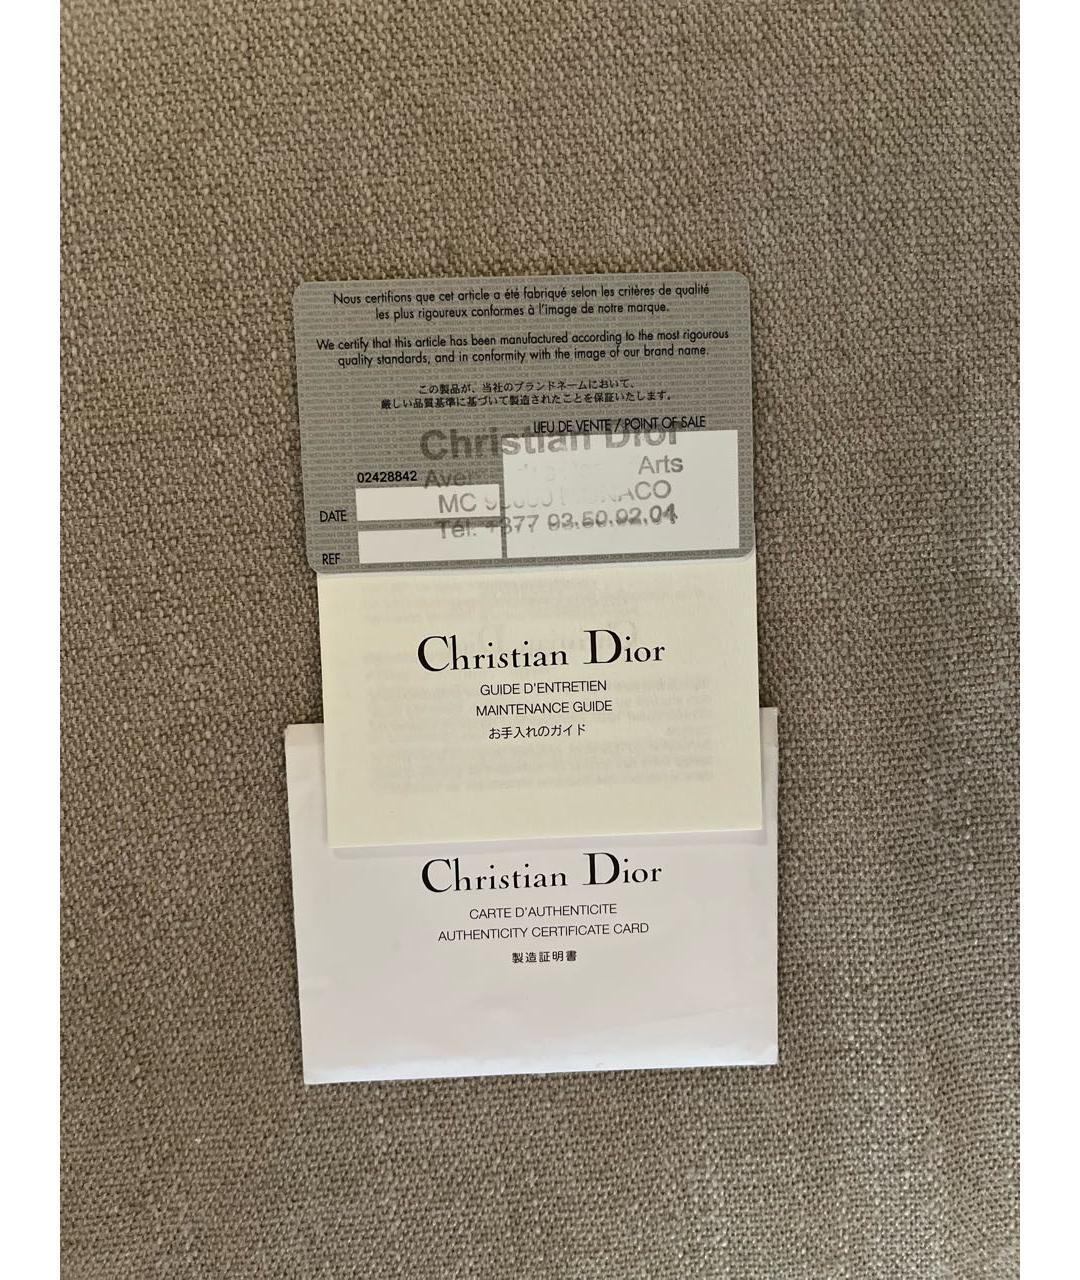 Nous certifions que cet article a été fabriqué selon les critères de qualité
les plus rigoureux conformes à l'image de notre marque.
We certify that this article has been manufactured according to the most rigourous
quality standards, and in conformity with the image of our brand name.
この製品が、当社のブランドネームにおいて、
厳しい品質基準に基づいて製造されたことを保証いたします。
LIEU DE VENTE / POINT OF SALE
Christian Dior
02428842
Arts
MC
DATE
Tél. +377 93.50.92.04
REF
Christian Dior
GUIDE D'ENTRETIEN
MAINTENANCE GUIDE
お手入れのガイド
Christian Dior
CARTE D'AUTHENTICITE
AUTHENTICITY CERTIFICATE CARD
製造証明書